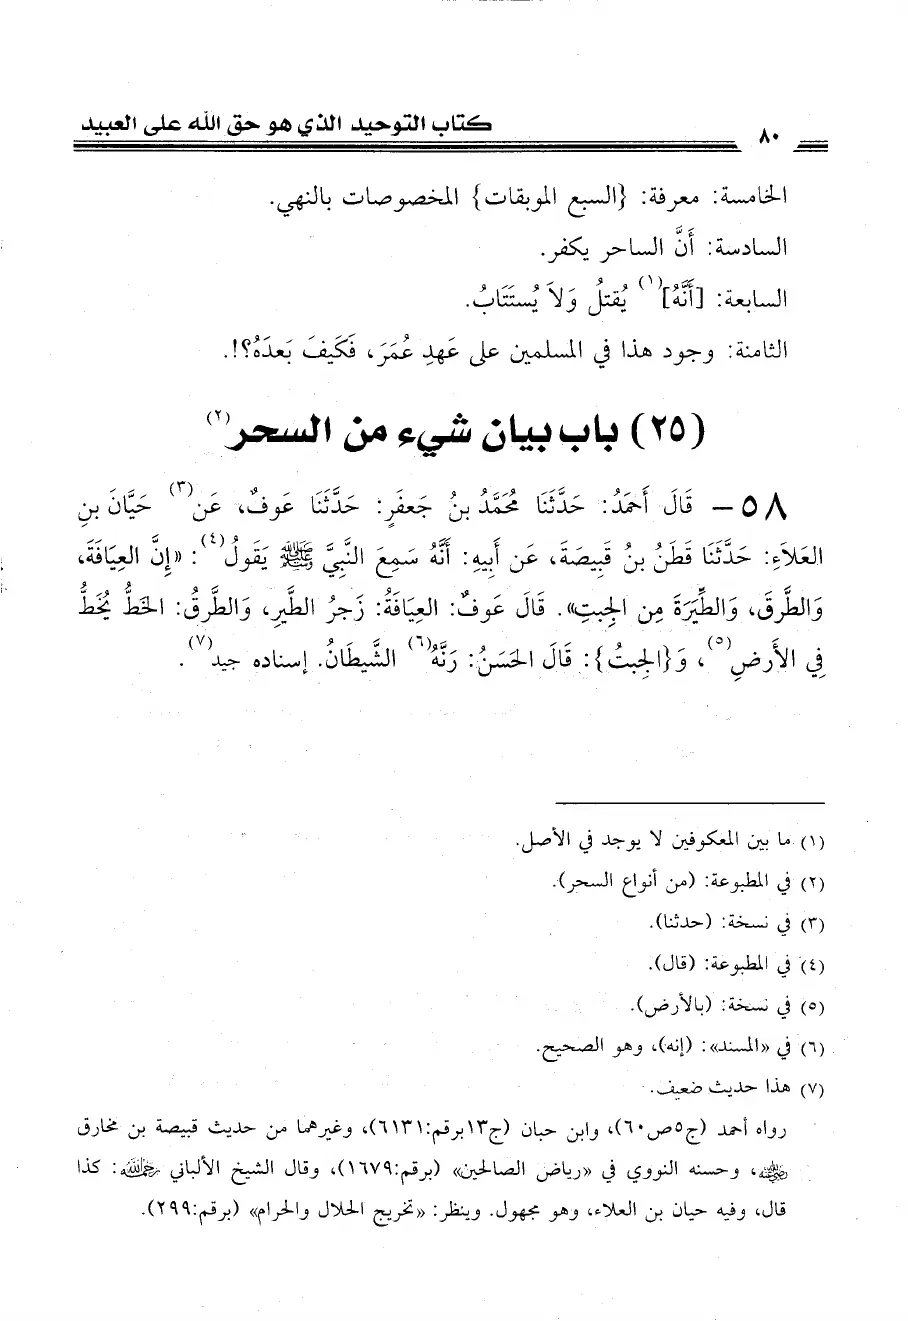 كتاب التوحيد الذي هو حق الله على العبيد
٨٠
الخامسة: معرفة: {السبع الموبقات} المخصوصات بالنهي.
السادسة: أَنَّ الساحر يكفر.
السابعة: [أَنَّهُ](١) يُقتلُ وَلاَ يُستَتَابُ.
الثامنة: وجود هذا في المسلمين على عَهدِ عُمَرَ، فَكَيفَ بَعدَهُ؟!.
(٢٥) باب بيان شيء من السحر(٢)
٥٨ – قَالَ أَحمَدُ: حَدَّثَنَا مُحَمَّدُ بنُ جَعفَرٍ: حَدَّثَنَا عَوفٌ، عَن(٣) حَيَّانَ بنِ
العَلاَءِ: حَدَّثَنَا قَطَنُ بنُ قَبِيصَةَ، عَن أَبِيهِ: أَنَّهُ سَمِعَ النَّبِيَّ ﷺ يَقُولُ(٤): «إِنَّ العِيَافَةَ،
وَالطَّرقَ، وَالطِّيَرَةَ مِن الجِبتِ». قَالَ عَوفٌ: العِيَافَةُ: زَجرُ الطَّيرِ، وَالطَّرقُ: الخَطُّ يُخَطُّ
فِي الأَرضِ(٥)، وَ{الجِبتُ}: قَالَ الحَسَنُ: رَنَّهُ(٦) الشَّيطَانُ. إسناده جيد(٧).
(١) ما بين المعكوفين لا يوجد في الأصل.
(٢) في المطبوعة: (من أنواع السحر).
(٣) في نسخة: (حدثنا).
(٤) في المطبوعة: (قال).
(٥) في نسخة: (بالأرض).
(٦) في «المسند»: (إنه)، وهو الصحيح.
(٧) هذا حديث ضعيف.
رواه أحمد (ج٥ص٦٠)، وابن حبان (ج١٣برقم:٦١٣١)، وغيرهما من حديث قبيصة بن مخارق
رضي الله عنه، وحسنه النووي في «رياض الصالحين» (برقم:١٦٧٩)، وقال الشيخ الألباني رحمه الله: كذا
قال، وفيه حيان بن العلاء، وهو مجهول. وينظر: «تخريج الحلال والحرام» (برقم:٢٩٩).